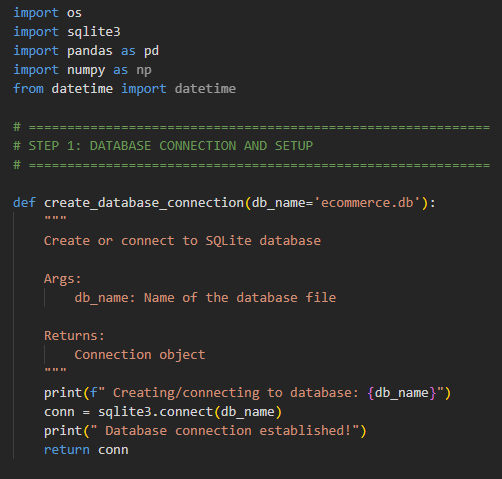 import os
import sqlite3
import pandas as pd
import numpy as np
from datetime import datetime
# ============================================================
# STEP 1: DATABASE CONNECTION AND SETUP
# ============================================================
def create_database_connection(db_name='ecommerce.db'):
"""
Create or connect to SQLite database
Args:
db_name: Name of the database file
Returns:
Connection object
"""
print(f" Creating/connecting to database: {db_name}")
conn = sqlite3.connect(db_name)
print(" Database connection established!")
return conn